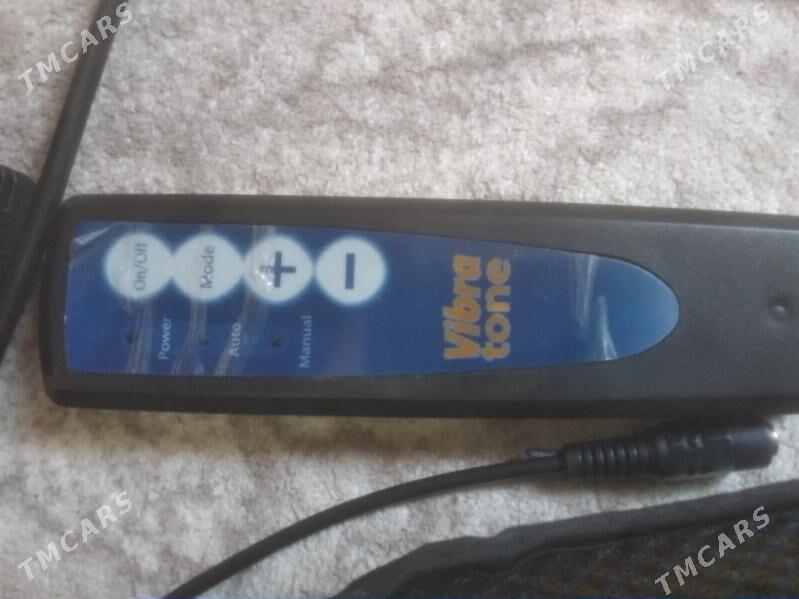 On/Off
Mode
+
−
Power
Auto
Manual
Vibra
tone
TMCARS
TMCARS
TMCARS
TMCARS